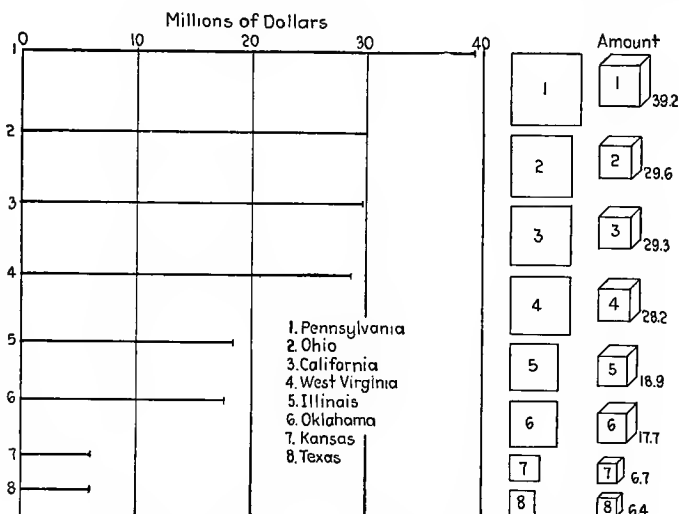 Millions of Dollars
0 10 20 30 40
Amount
1
1
1
39.2
2
2
2
29.6
3
3
3
29.3
4
4
4
28.2
1. Pennsylvania
2. Ohio
3. California
4. West Virginia
5. Illinais
6. Oklahoma
7. Kansas
8. Texas
5
5
5
18.9
6
6
6
17.7
7
7
7
6.7
8
8
8
6.4